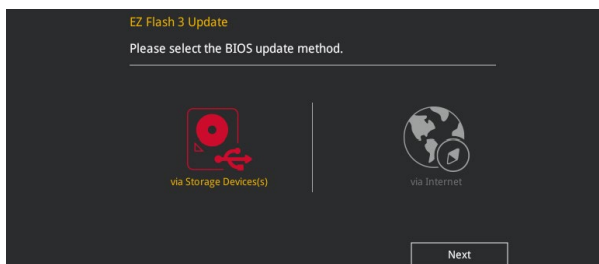 EZ Flash 3 Update
Please select the BIOS update method.
via Storage Devices(s)
via Internet
Next